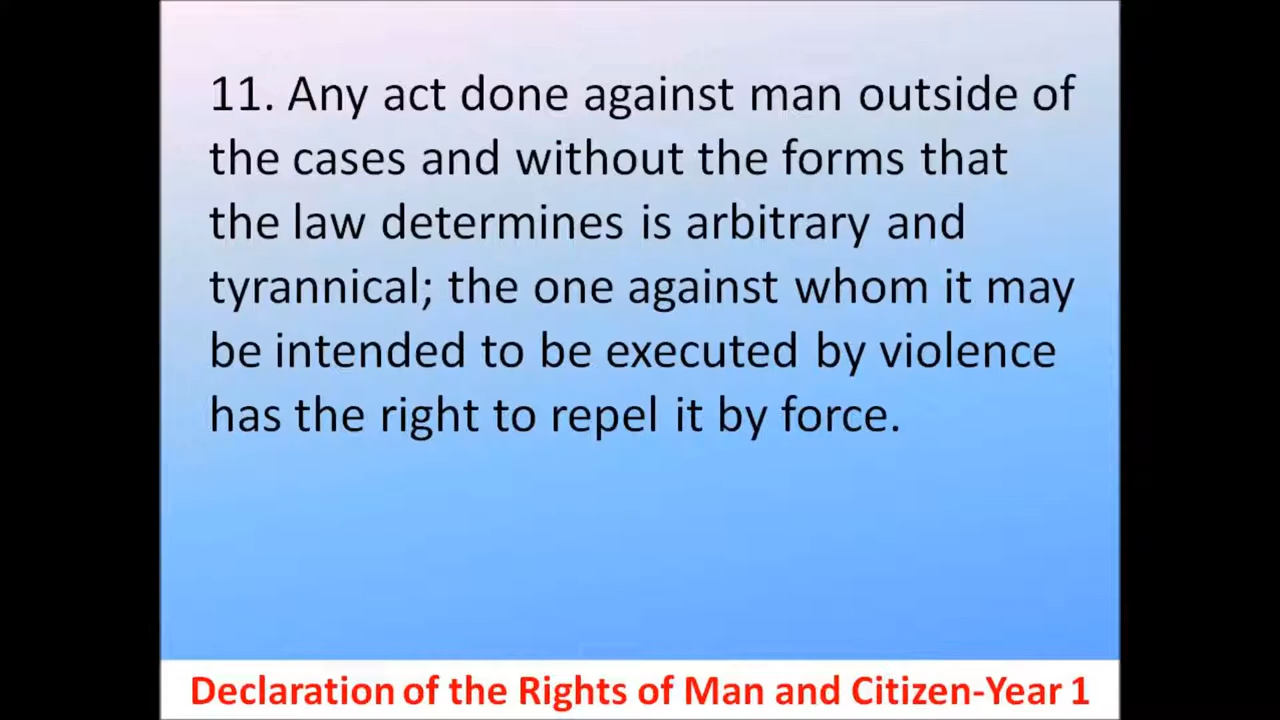 11. Any act done against man outside of
the cases and without the forms that
the law determines is arbitrary and
tyrannical; the one against whom it may
be intended to be executed by violence
has the right to repel it by force.
Declaration of the Rights of Man and Citizen-Year 1